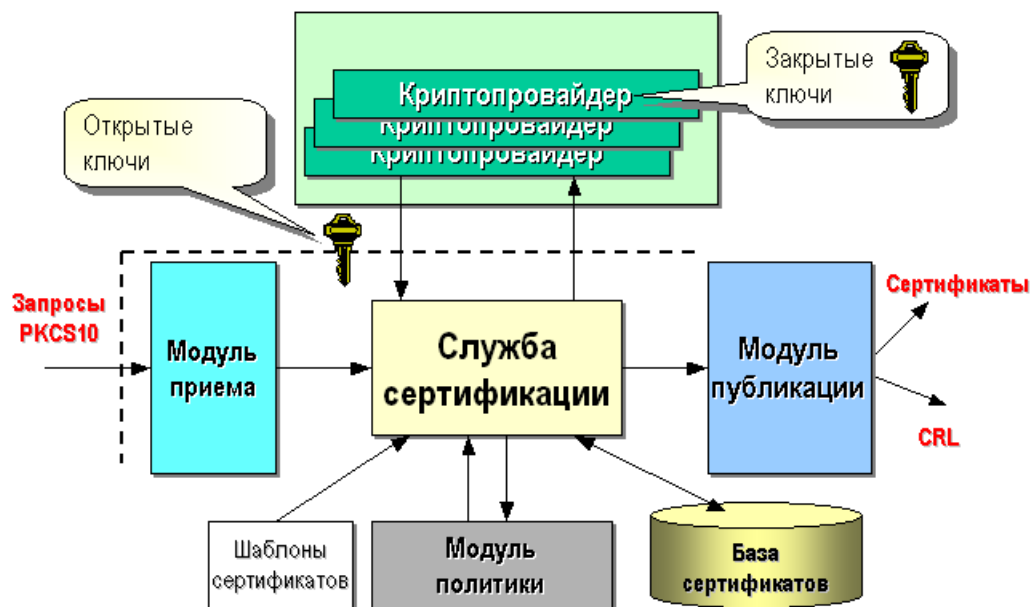 Криптопровайдер
Криптопровайдер
Криптопровайдер
Закрытые
ключи
Открытые
ключи
Запросы
PKCS10
Модуль
приема
Служба
сертификации
Модуль
публикации
Сертификаты
CRL
Шаблоны
сертификатов
Модуль
политики
База
сертификатов